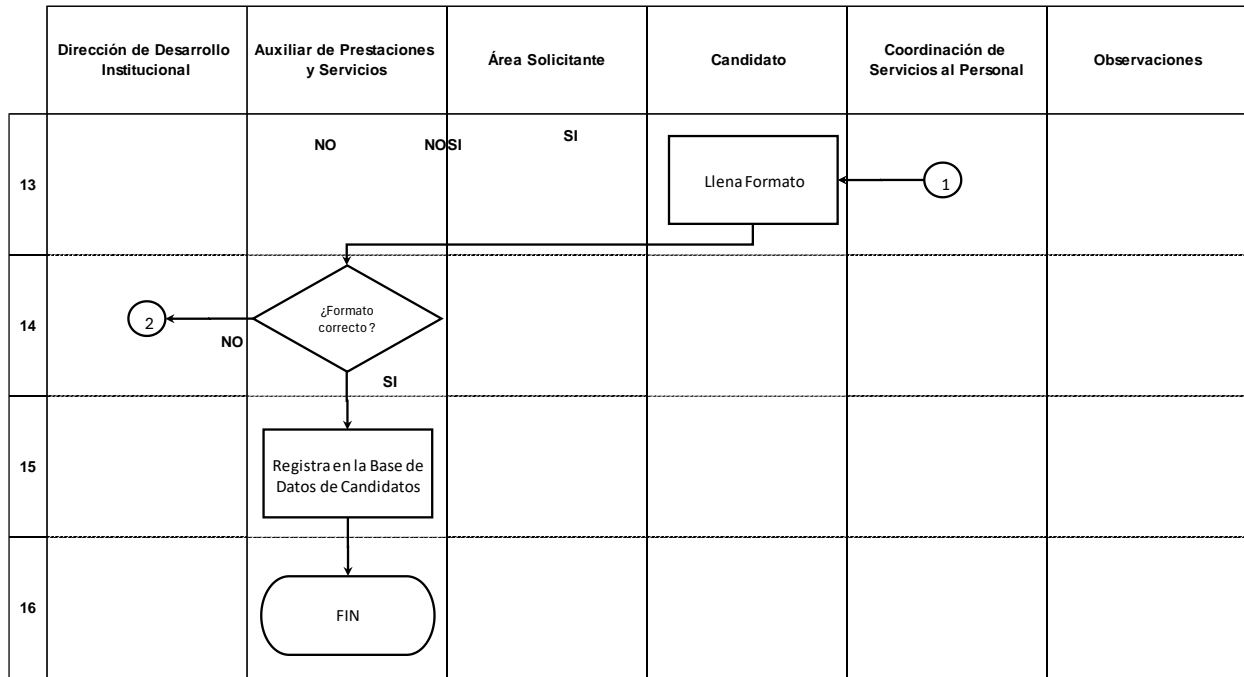 Dirección de Desarrollo
Institucional
Auxiliar de Prestaciones
y Servicios
Área Solicitante
Candidato
Coordinación de
Servicios al Personal
Observaciones
13
NO
NO
SI
SI
Llena Formato
1
14
2
NO
¿Formato
correcto ?
SI
15
Registra en la Base de
Datos de Candidatos
16
FIN